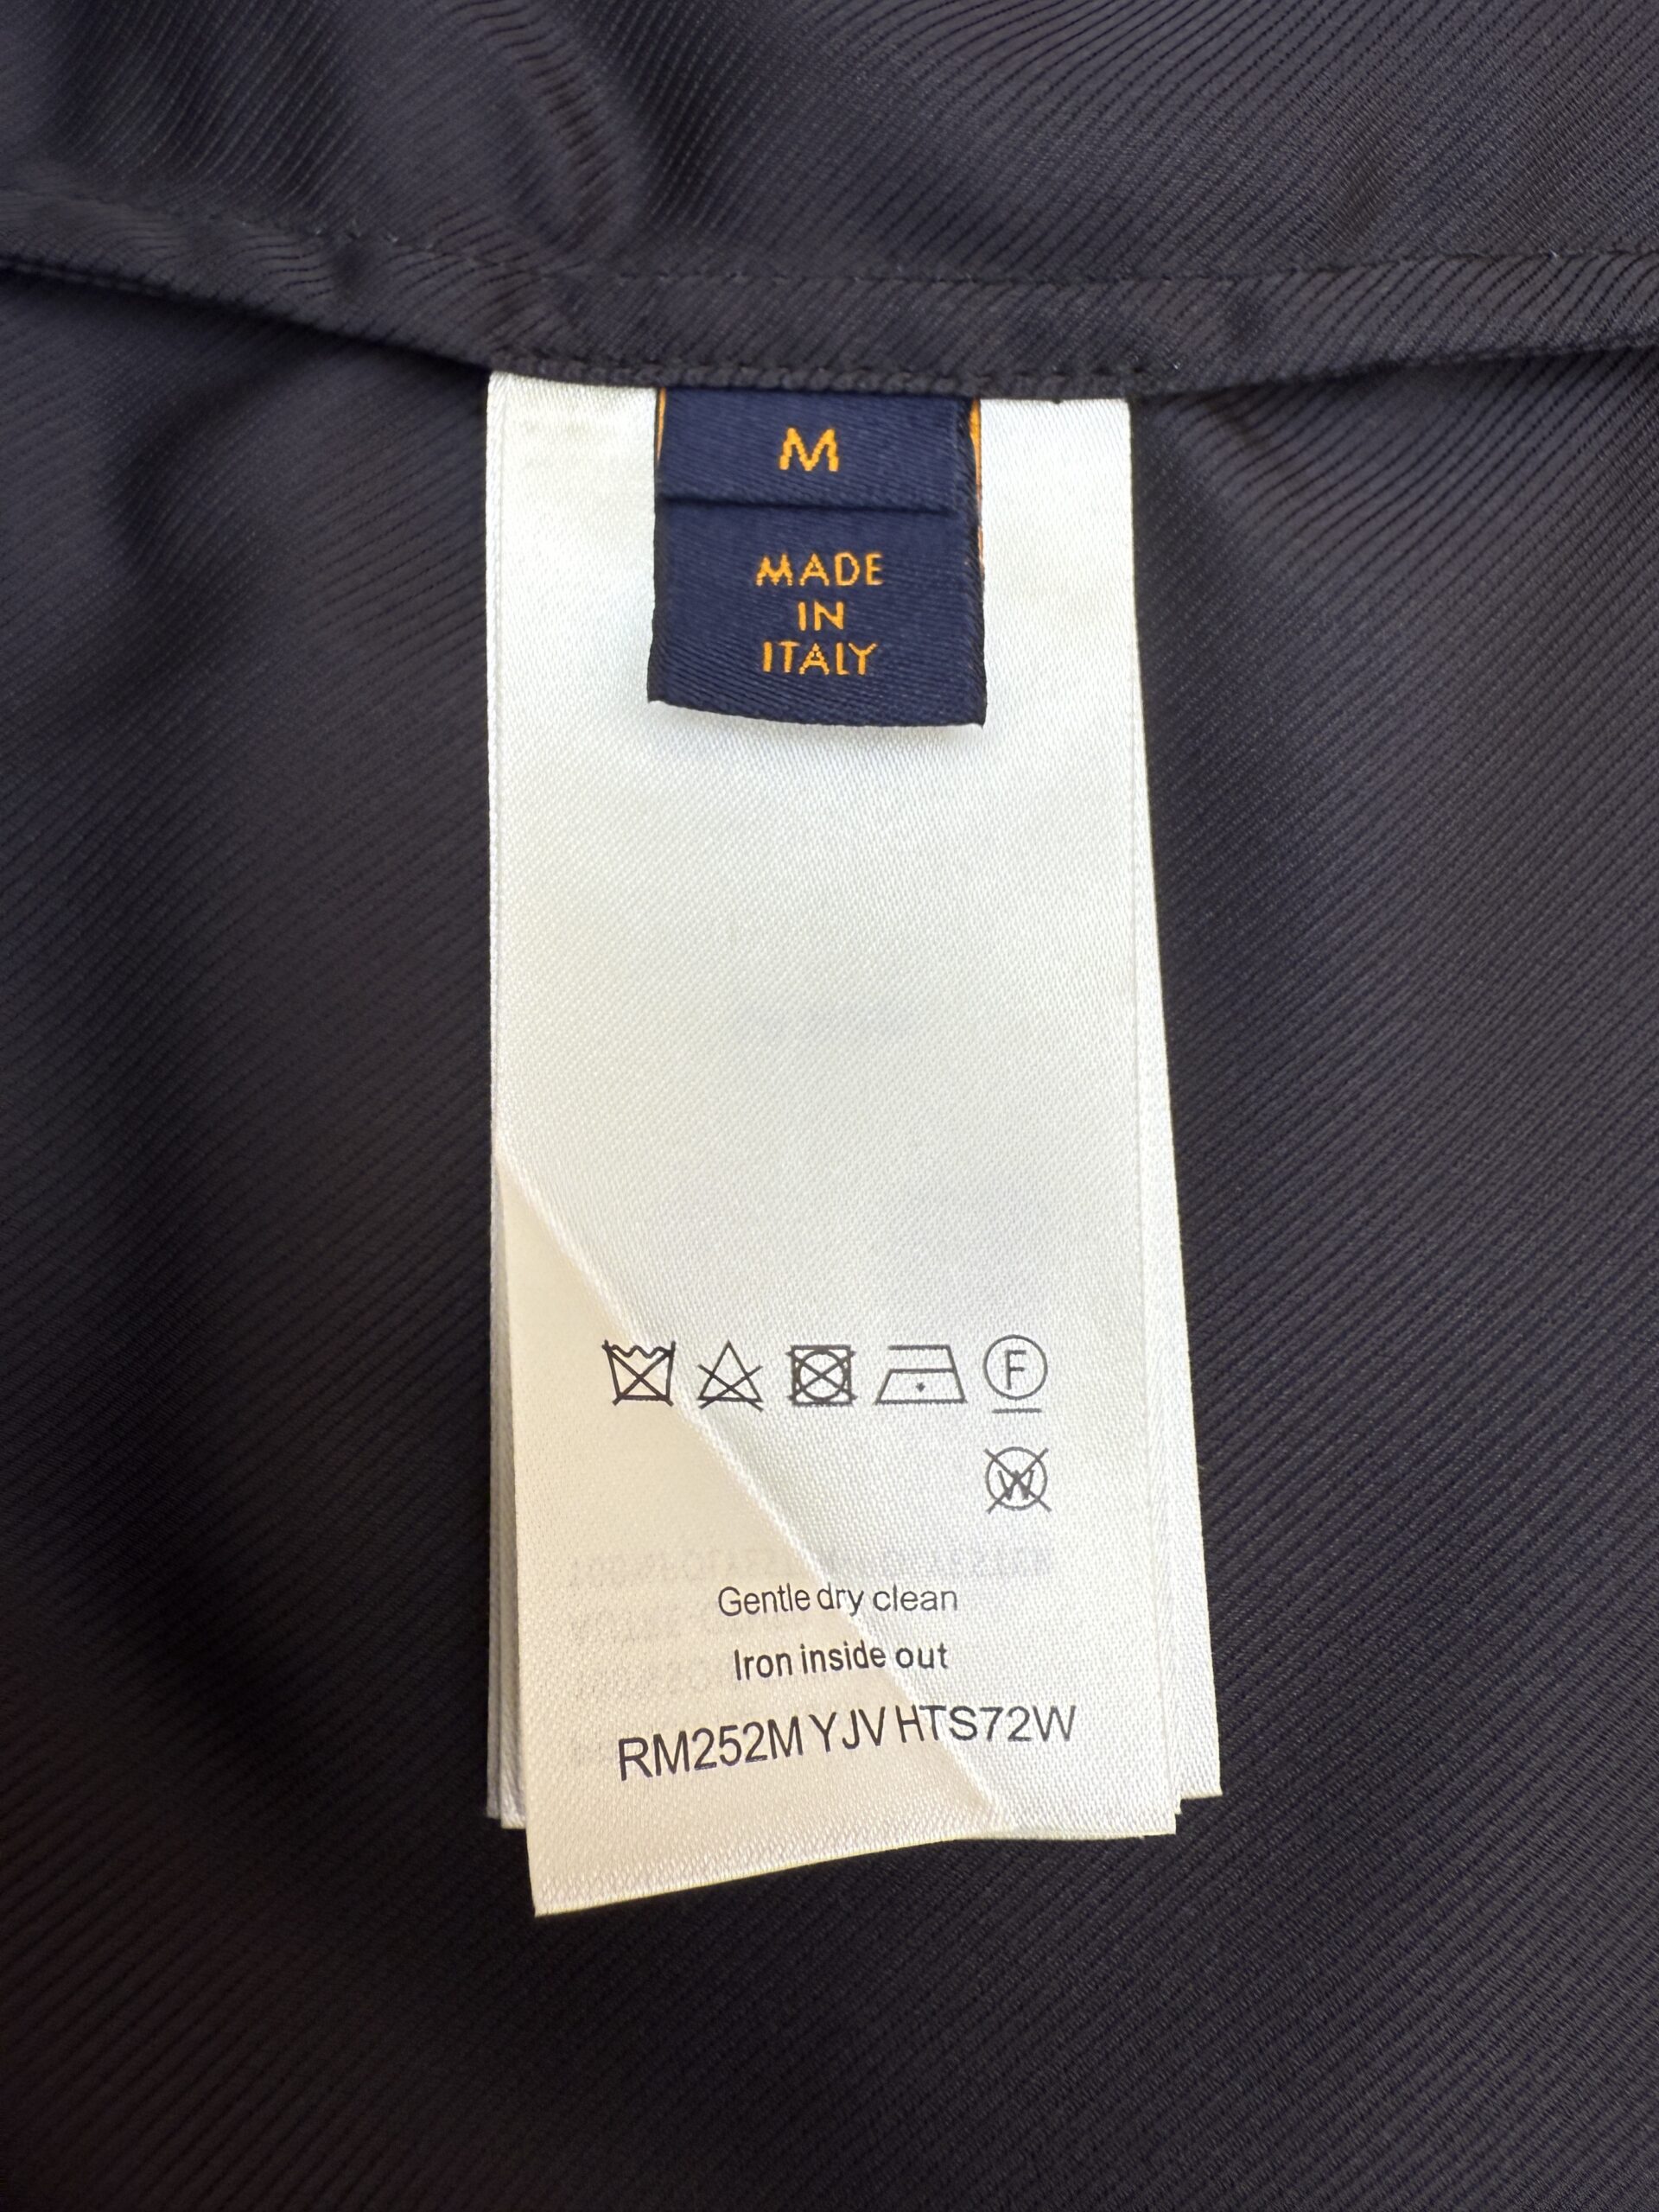 M
MADE
IN
ITALY
F
W
Gentle dry clean
Iron inside out
RM252M YJV HTS72W